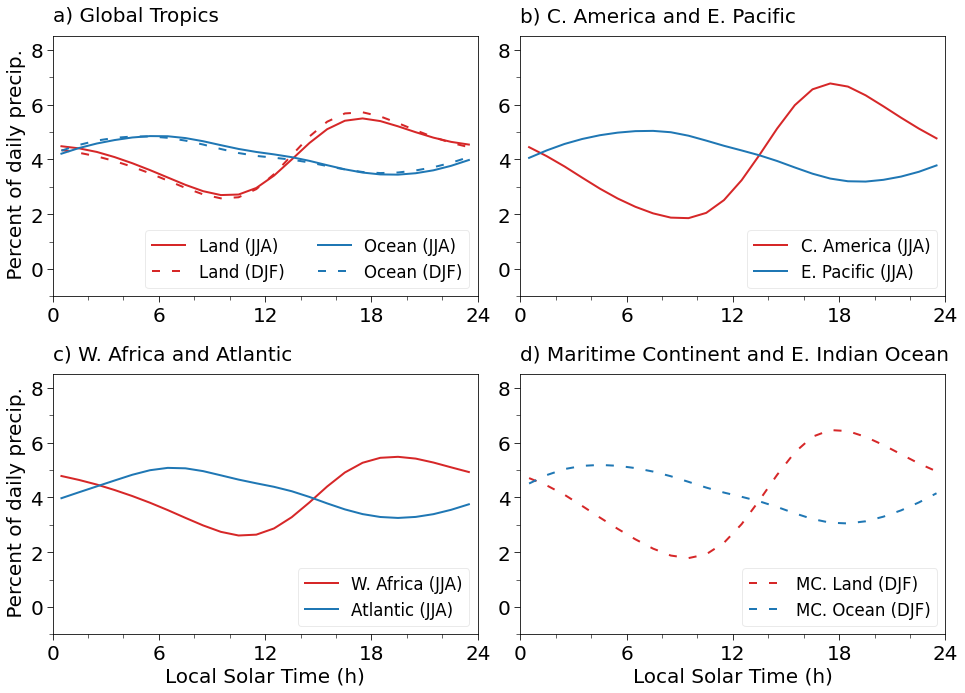 a) Global Tropics
b) C. America and E. Pacific
Percent of daily precip.
8
6
4
2
0
Land (JJA)
Land (DJF)
Ocean (JJA)
Ocean (DJF)
0
6
12
18
24
C. America (JJA)
E. Pacific (JJA)
8
6
4
2
0
0
6
12
18
24
c) W. Africa and Atlantic
d) Maritime Continent and E. Indian Ocean
Percent of daily precip.
8
6
4
2
0
W. Africa (JJA)
Atlantic (JJA)
0
6
12
18
24
Local Solar Time (h)
8
6
4
2
0
MC. Land (DJF)
MC. Ocean (DJF)
0
6
12
18
24
Local Solar Time (h)